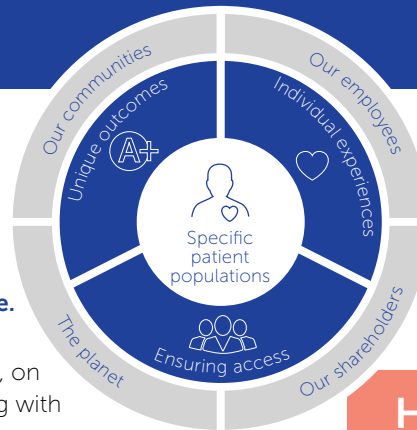 Our communities
Our employees
Unique outcomes
Individual experiences
A+
Specific
patient
populations
Ensuring access
The planet
Our shareholders
, on
g with
H